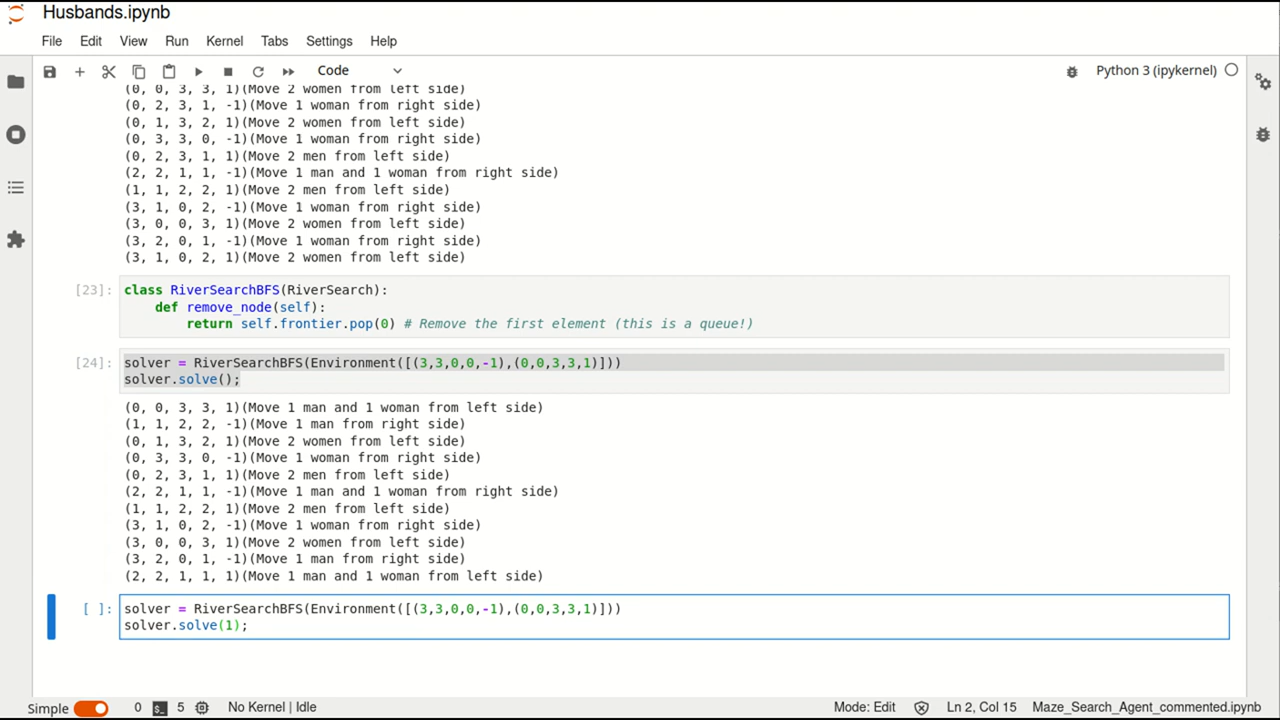 Husbands.ipynb
File Edit View Run Kernel Tabs Settings Help
Code Python 3 (ipykernel)
(0, 0, 3, 3, 1)(Move 2 women from left side)
(0, 2, 3, 1, -1)(Move 1 woman from right side)
(0, 1, 3, 2, 1)(Move 2 women from left side)
(0, 3, 3, 0, -1)(Move 1 woman from right side)
(0, 2, 3, 1, 1)(Move 2 men from left side)
(2, 2, 1, 1, -1)(Move 1 man and 1 woman from right side)
(1, 1, 2, 2, 1)(Move 2 men from left side)
(3, 1, 0, 2, -1)(Move 1 woman from right side)
(3, 0, 0, 3, 1)(Move 2 women from left side)
(3, 2, 0, 1, -1)(Move 1 woman from right side)
(3, 1, 0, 2, 1)(Move 2 women from left side)
[23]: class RiverSearchBFS(RiverSearch):
def remove_node(self):
return self.frontier.pop(0) # Remove the first element (this is a queue!)
[24]: solver = RiverSearchBFS(Environment([(3,3,0,0,-1),(0,0,3,3,1)]))
solver.solve();
(0, 0, 3, 3, 1)(Move 1 man and 1 woman from left side)
(1, 1, 2, 2, -1)(Move 1 man from right side)
(0, 1, 3, 2, 1)(Move 2 women from left side)
(0, 3, 3, 0, -1)(Move 1 woman from right side)
(0, 2, 3, 1, 1)(Move 2 men from left side)
(2, 2, 1, 1, -1)(Move 1 man and 1 woman from right side)
(1, 1, 2, 2, 1)(Move 2 men from left side)
(3, 1, 0, 2, -1)(Move 1 woman from right side)
(3, 0, 0, 3, 1)(Move 2 women from left side)
(3, 2, 0, 1, -1)(Move 1 man from right side)
(2, 2, 1, 1, 1)(Move 1 man and 1 woman from left side)
[ ]: solver = RiverSearchBFS(Environment([(3,3,0,0,-1),(0,0,3,3,1)]))
solver.solve(1);
Simple 0 5 No Kernel | Idle Mode: Edit Ln 2, Col 15 Maze_Search_Agent_commented.ipynb